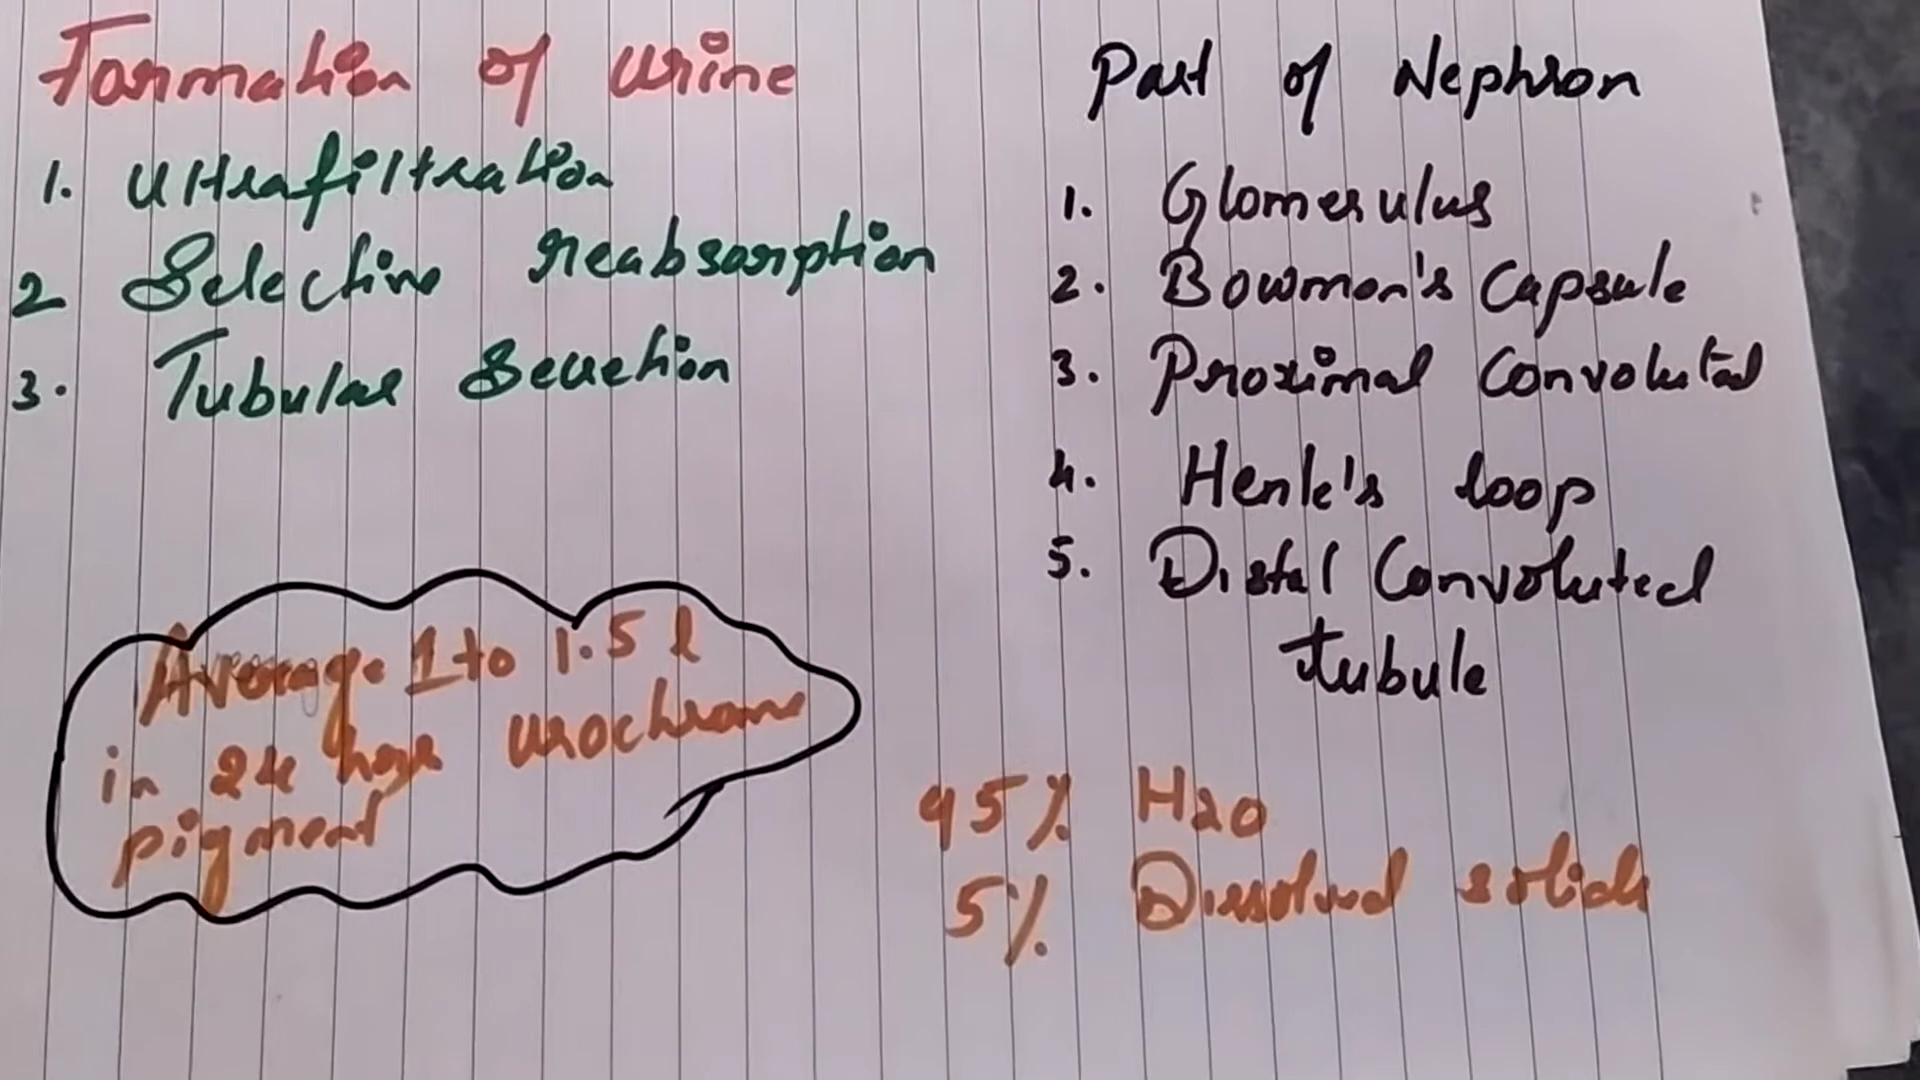 Formation of urine
1. Ultrafiltration
2 Selective reabsorption
3. Tubular Secretion
Average 1 to 1.5 l
in 24 hours urochrome
pigment
Part of Nephron
1. Glomerulus
2. Bowman's Capsule
3. Proximal Convoluted
4. Henle's loop
5. Distal Convoluted
tubule
95% H2O
5% Dissolved solids